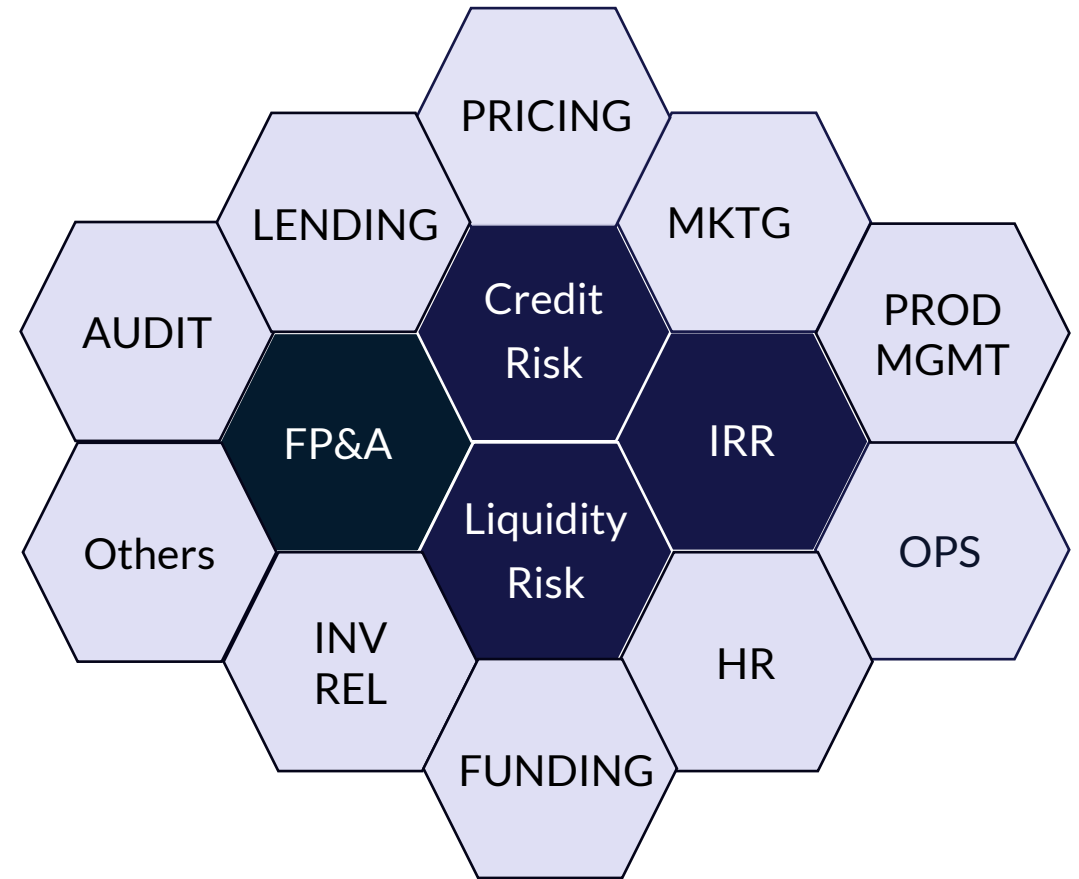 PRICING
LENDING
MKTG
AUDIT
Credit
Risk
PROD
MGMT
FP&A
IRR
Others
Liquidity
Risk
OPS
INV
REL
HR
FUNDING